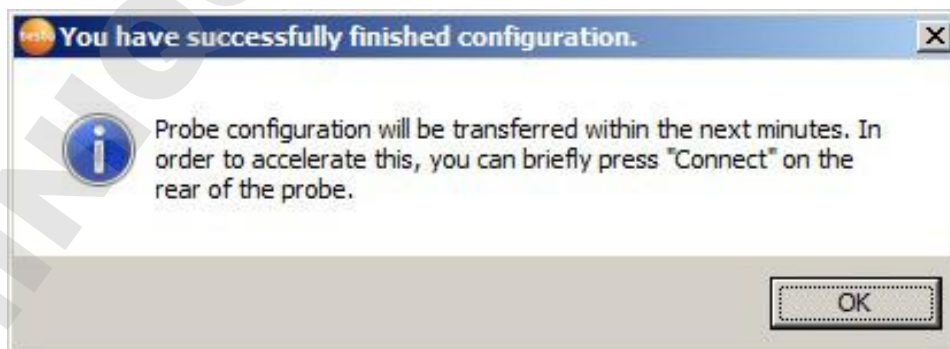 testo You have successfully finished configuration.
Probe configuration will be transferred within the next minutes. In
order to accelerate this, you can briefly press "Connect" on the
rear of the probe.
OK